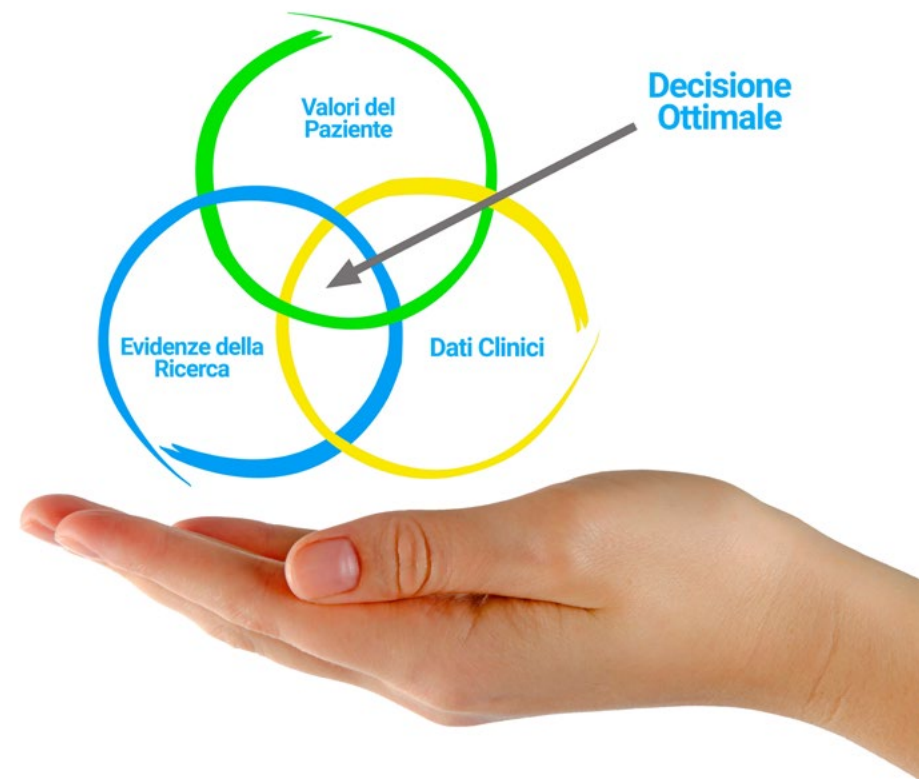 Valori del
Paziente
Decisione
Ottimale
Evidenze della
Ricerca
Dati Clinici